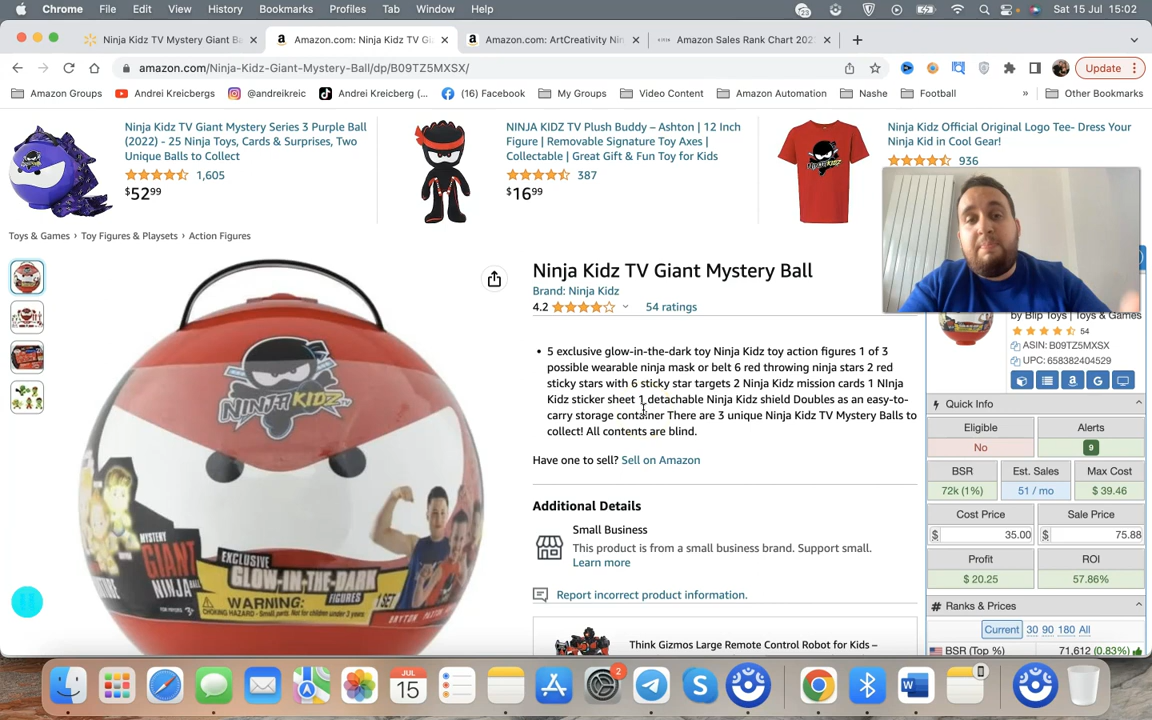 Chrome File Edit View History Bookmarks Profiles Tab Window Help 23 Sat 15 Jul 15:02
Ninja Kidz TV Mystery Giant Ba
Amazon.com: Ninja Kidz TV Gia
Amazon.com: ArtCreativity Nin
Amazon Sales Rank Chart 202
amazon.com/Ninja-Kidz-Giant-Mystery-Ball/dp/B09TZ5MXSX/
Update
Amazon Groups Andrei Kreicbergs @andreikreic Andrei Kreicberg (... (16) Facebook My Groups Video Content Amazon Automation Nashe Football » Other Bookmarks
Ninja Kidz TV Giant Mystery Series 3 Purple Ball
(2022) - 25 Ninja Toys, Cards & Surprises, Two
Unique Balls to Collect
1,605
$52.99
NINJA KIDZ TV Plush Buddy – Ashton | 12 Inch
Figure | Removable Signature Toy Axes |
Collectable | Great Gift & Fun Toy for Kids
387
$16.99
Ninja Kidz Official Original Logo Tee- Dress Your
Ninja Kid in Cool Gear!
936
Toys & Games › Toy Figures & Playsets › Action Figures
Ninja Kidz TV Giant Mystery Ball
Brand: Ninja Kidz
4.2 54 ratings
• 5 exclusive glow-in-the-dark toy Ninja Kidz toy action figures 1 of 3
possible wearable ninja mask or belt 6 red throwing ninja stars 2 red
sticky stars with 6 sticky star targets 2 Ninja Kidz mission cards 1 NInja
Kidz sticker sheet 1 detachable Ninja Kidz shield Doubles as an easy-to-
carry storage container There are 3 unique Ninja Kidz TV Mystery Balls to
collect! All contents are blind.
Have one to sell? Sell on Amazon
Additional Details
Small Business
This product is from a small business brand. Support small.
Learn more
Report incorrect product information.
Think Gizmos Large Remote Control Robot for Kids –
NINJA KIDZ TV
MYSTERY
GIANT
NINJA
EXCLUSIVE
GLOW-IN-THE-DARK
FIGURES
WARNING:
1 SET
by Blip Toys | Toys & Games
54
ASIN: B09TZ5MXSX
UPC: 658382404529
Quick Info
Eligible Alerts
No 9
BSR Est. Sales Max Cost
72k (1%) 51 / mo $ 39.46
Cost Price Sale Price
$ 35.00 $ 75.88
Profit ROI
$ 20.25 57.86%
Ranks & Prices
Current 30 90 180 All
BSR (Top %) 71,612 (0.83%)
JUL
15
2
W